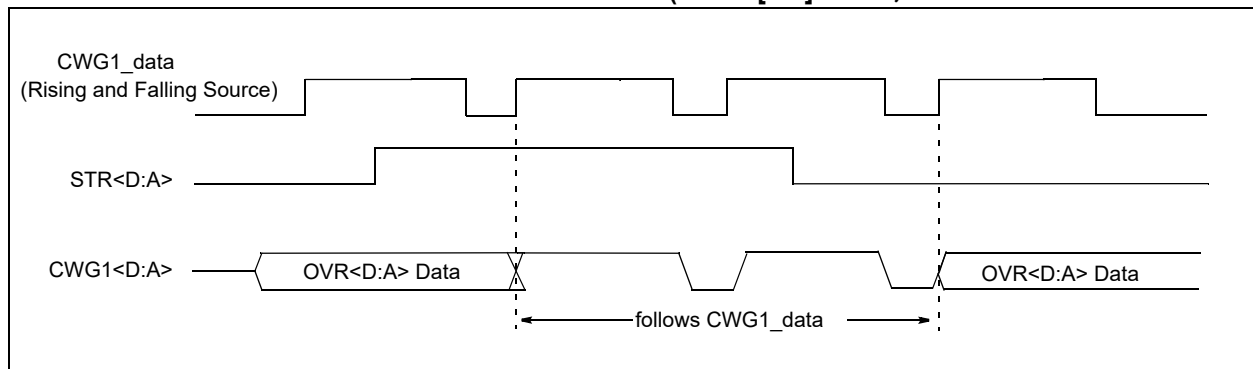 CWG1_data
(Rising and Falling Source)
STR<D:A>
CWG1<D:A>
OVR<D:A> Data
OVR<D:A> Data
follows CWG1_data